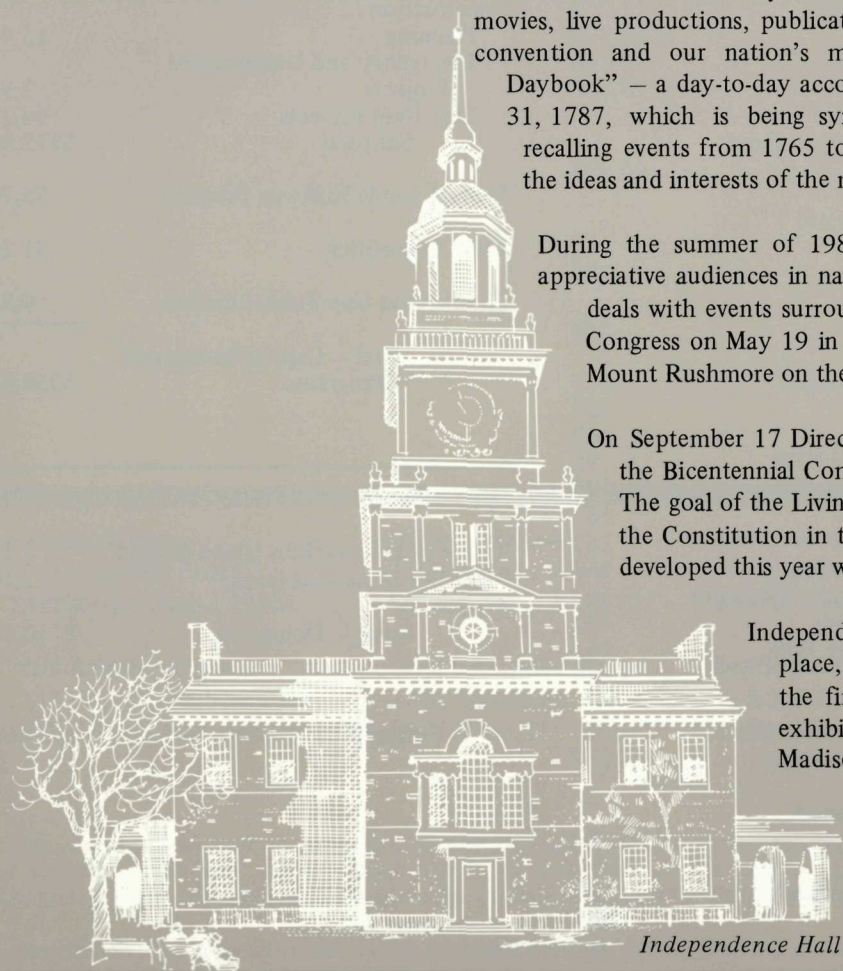 movies, live productions, publicat
convention and our nation's m
Daybook” – a day-to-day acco
31, 1787, which is being sy
recalling events from 1765 to
the ideas and interests of the
During the summer of 198
appreciative audiences in na
deals with events surrou
Congress on May 19 in
Mount Rushmore on the
On September 17 Direc
the Bicentennial Con
The goal of the Livin
the Constitution in t
developed this year w
Independ
place,
the fi
exhibi
Madiso
Independence Hall